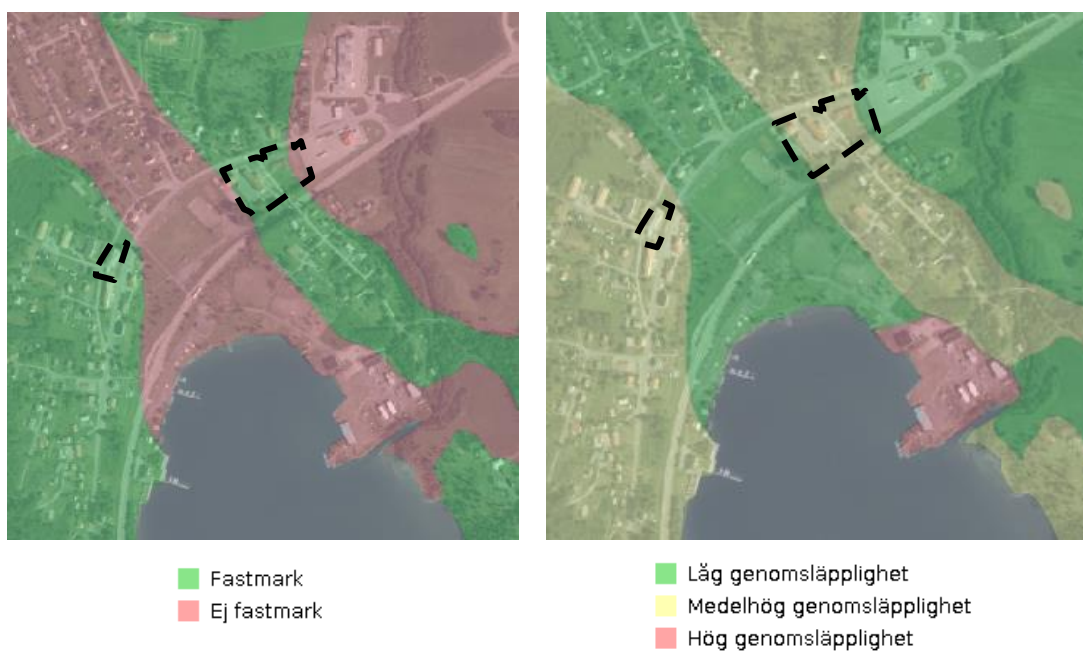 Fastmark
Ej fastmark
Låg genomsläpplighet
Medelhög genomsläpplighet
Hög genomsläpplighet